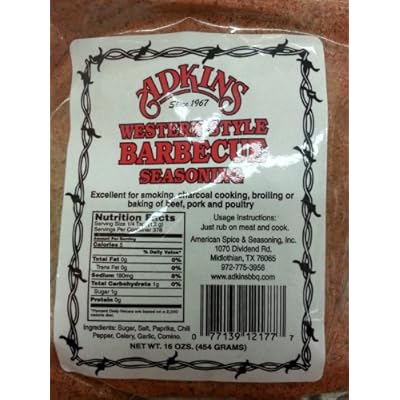 ADKINS
Since 1967
WESTERN STYLE
BARBECUE
SEASONING
Excellent for smoking, charcoal cooking, broiling or
baking of beef, pork and poultry
Nutrition Facts
Serving Size 1/4 Tsp
Servings Per Container 378
Amount Per Serving
Calories
% Daily Value*
Total Fat 0g 0%
Trans Fat 0g 0%
Sodium 180mg 8%
Total Carbohydrate 1g 0%
Sugar 1g
Protein 0g
*Percent Daily Values are based on a 2,000
calorie diet.
Usage Instructions:
Just rub on meat and cook.
American Spice & Seasoning, Inc.
1070 Dividend Rd.
Midlothian, TX 76065
972-775-3956
www.adkinsbbq.com
Ingredients: Sugar, Salt, Paprika, Chili
Pepper, Celery, Garlic, Comino.
0 77139 12177 7
NET WT. 16 OZS. (454 GRAMS)